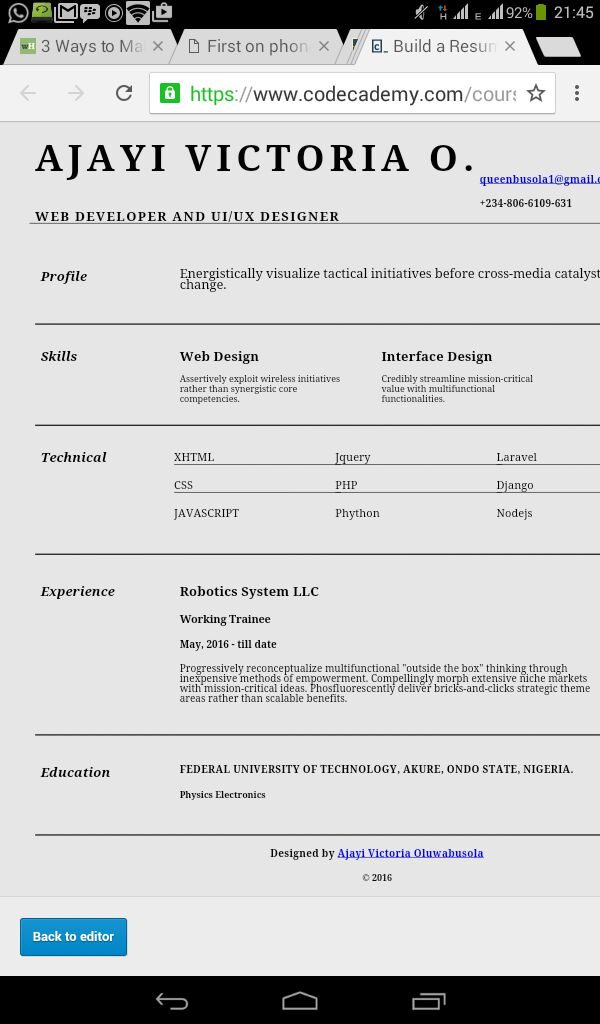 H E 92% 21:45
WH 3 Ways to Ma
First on phon
Build a Resum
https://www.codecademy.com/cours
AJAYI VICTORIA O.
queenbusola1@gmail.c
+234-806-6109-631
WEB DEVELOPER AND UI/UX DESIGNER
Profile
Energistically visualize tactical initiatives before cross-media catalyst
change.
Skills
Web Design
Interface Design
Assertively exploit wireless initiatives
rather than synergistic core
competencies.
Credibly streamline mission-critical
value with multifunctional
functionalities.
Technical
XHTML Jquery Laravel
CSS PHP Django
JAVASCRIPT Phython Nodejs
Experience
Robotics System LLC
Working Trainee
May, 2016 - till date
Progressively reconceptualize multifunctional "outside the box" thinking through
inexpensive methods of empowerment. Compellingly morph extensive niche markets
with mission-critical ideas. Phosfluorescently deliver bricks-and-clicks strategic theme
areas rather than scalable benefits.
Education
FEDERAL UNIVERSITY OF TECHNOLOGY, AKURE, ONDO STATE, NIGERIA.
Physics Electronics
Designed by Ajayi Victoria Oluwabusola
© 2016
Back to editor